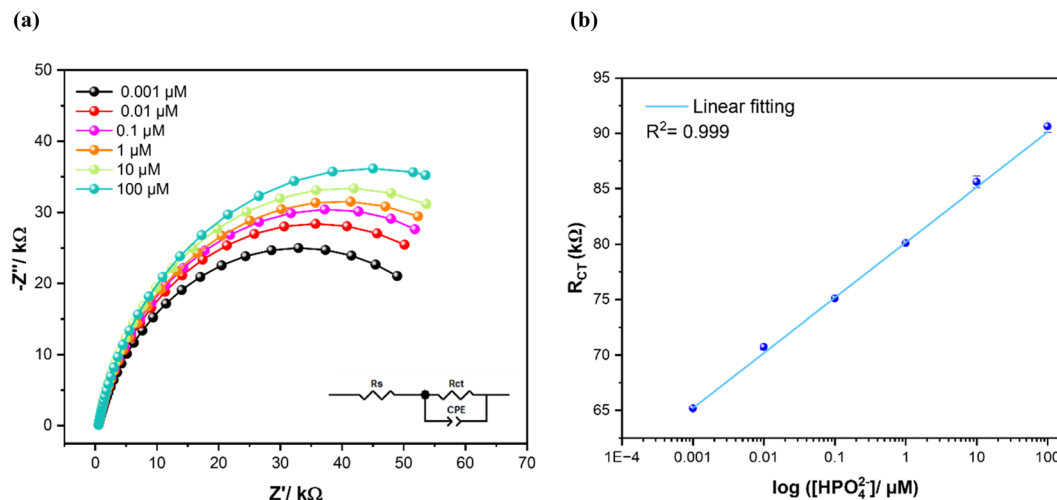 (a)
(b)
50
40
30
20
10
0
-Z''/ kΩ
0.001 µM
0.01 µM
0.1 µM
1 µM
10 µM
100 µM
Rs
Rct
CPE
0 10 20 30 40 50 60 70
Z'/ kΩ
95
90
85
80
75
70
65
R_CT (kΩ)
Linear fitting
R²= 0.999
1E−4 0.001 0.01 0.1 1 10 100
log ([HPO₄²⁻]/ µM)